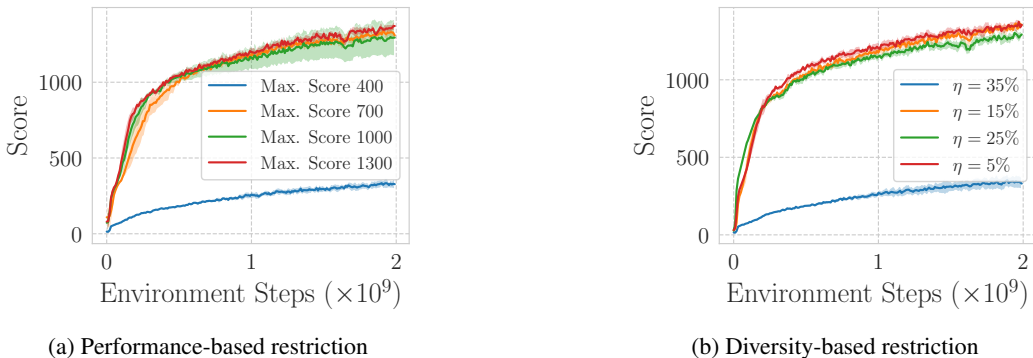 1000
500
0
Score
Max. Score 400
Max. Score 700
Max. Score 1000
Max. Score 1300
0 1 2
Environment Steps (×10⁹)
(a) Performance-based restriction
1000
500
0
Score
η = 35%
η = 15%
η = 25%
η = 5%
0 1 2
Environment Steps (×10⁹)
(b) Diversity-based restriction